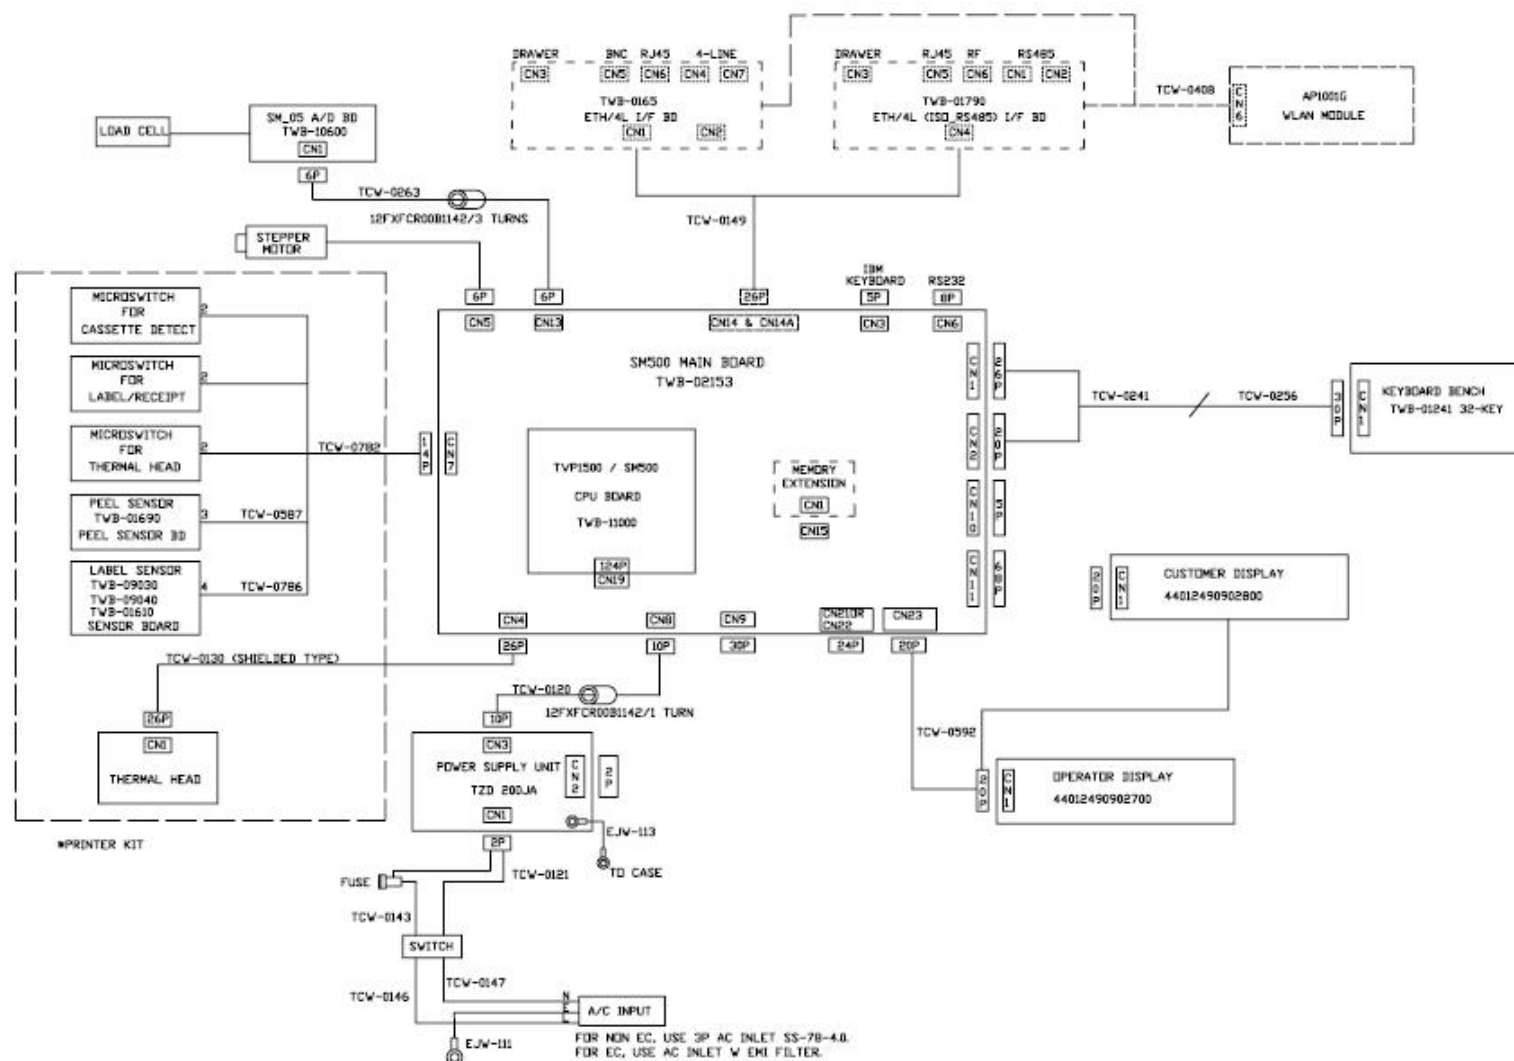 DRAWER
BNC
RJ45
4-LINE
CN3
CN5
CN6
CN4
CN7
TWB-0165
ETH/4L I/F BD
CN1
CN2
DRAWER
RJ45
RF
RS485
CN3
CN5
CN6
CN1
CN2
TWB-01790
ETH/4L (ISO_RS485) I/F BD
CN4
TCW-0408
CN6
AP1001G
WLAN MODULE
LOAD CELL
SM_05 A/D BD
TWB-10600
CN1
6P
TCW-0263
12FXFCR00B1142/3 TURNS
STEPPER
MOTOR
TCW-0149
6P
6P
26P
IBM
KEYBOARD
5P
RS232
8P
CN5
CN13
CN14 & CN14A
CN3
CN6
SM500 MAIN BOARD
TWB-02153
MICROSWITCH
FOR
CASSETTE DETECT
2
MICROSWITCH
FOR
LABEL/RECEIPT
2
MICROSWITCH
FOR
THERMAL HEAD
2
PEEL SENSOR
TWB-01690
PEEL SENSOR BD
3
TCW-0587
LABEL SENSOR
TWB-09030
TWB-09040
TWB-01610
SENSOR BOARD
4
TCW-0786
TCW-0782
14P
CN7
TVP1500 / SM500
CPU BOARD
TWB-11000
124P
CN19
MEMORY
EXTENSION
CN1
CN15
CN1
26P
CN2
20P
CN10
5P
CN11
68P
TCW-0241
TCW-0256
30P
CN1
KEYBOARD BENCH
TWB-01241 32-KEY
20P
CN1
CUSTOMER DISPLAY
44012490902800
CN4
CN8
CN9
CN21OR
CN22
CN23
26P
10P
30P
24P
20P
TCW-0130 (SHIELDED TYPE)
26P
CN1
THERMAL HEAD
*PRINTER KIT
TCW-0120
12FXFCR00B1142/1 TURN
10P
CN3
POWER SUPPLY UNIT
TZD 200JA
CN2
2P
CN1
2P
EJW-113
TO CASE
TCW-0592
20P
CN1
OPERATOR DISPLAY
44012490902700
FUSE
TCW-0121
TCW-0143
SWITCH
TCW-0147
TCW-0146
N
E
L
A/C INPUT
EJW-111
FOR NON EC, USE 3P AC INLET SS-7B-4.0.
FOR EC, USE AC INLET W EMI FILTER.